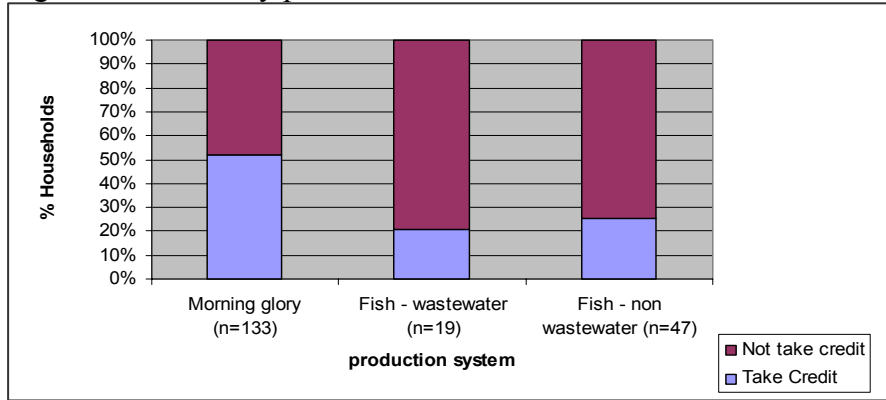 100%
90%
80%
70%
60%
50%
40%
30%
20%
10%
0%
% Households
Morning glory
(n=133)
Fish - wastewater
(n=19)
Fish - non
wastewater (n=47)
production system
Not take credit
Take Credit